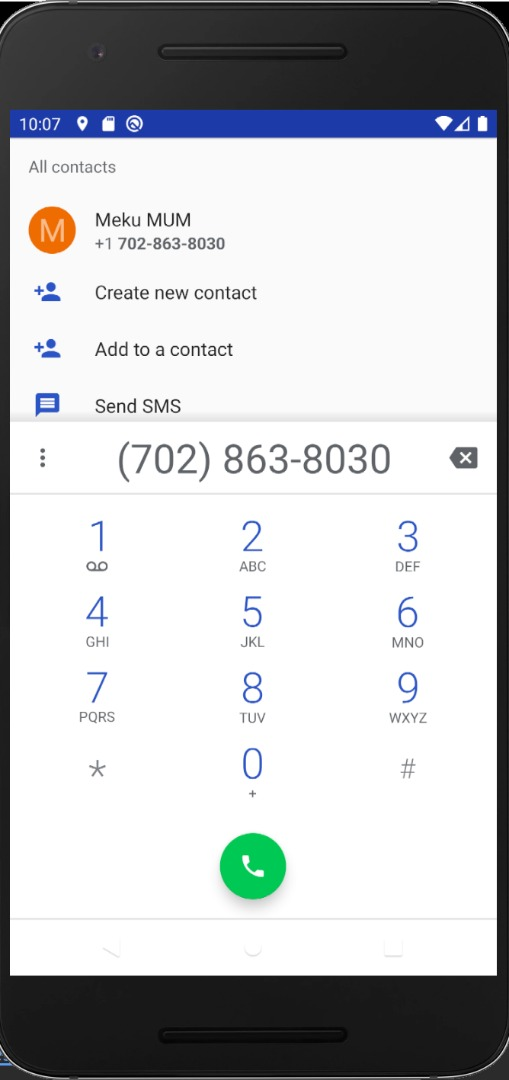 10:07
All contacts
M
Meku MUM
+1 702-863-8030
Create new contact
Add to a contact
Send SMS
(702) 863-8030
1 2 3
ABC DEF
4 5 6
GHI JKL MNO
7 8 9
PQRS TUV WXYZ
* 0 #
+